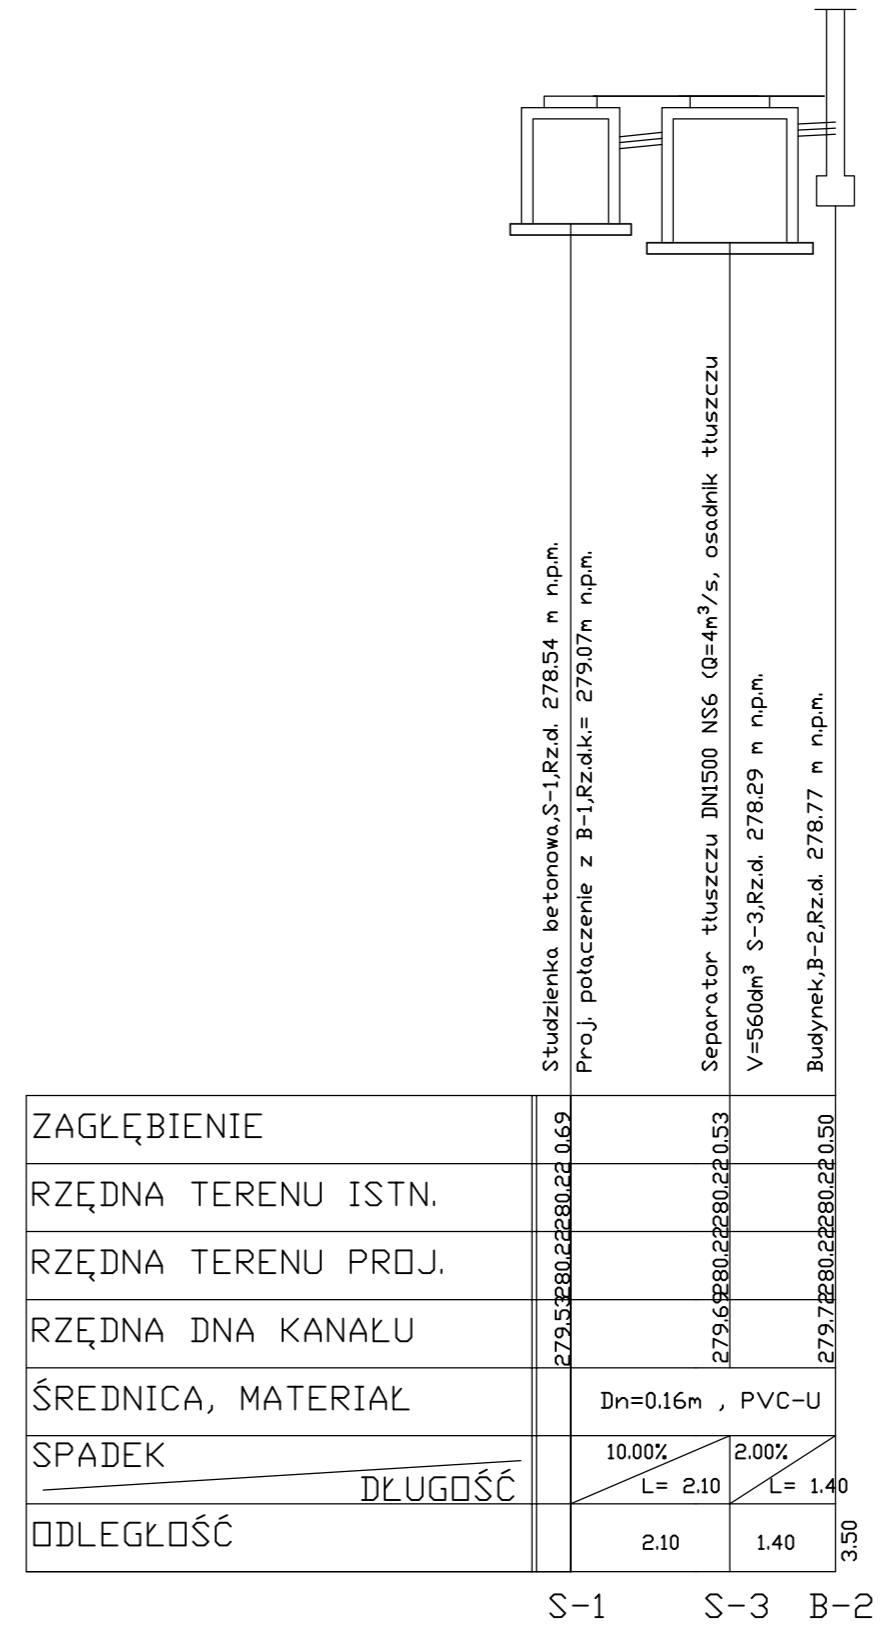 Studzienka betonowa,S-1,Rz.d. 278.54 m n.p.m.
Proj. połączenie z B-1,Rz.d.k.= 279.07m n.p.m.
Separator tłuszczu DN1500 NS6 (Q=4m³/s, osadnik tłuszczu
V=560dm³ S-3,Rz.d. 278.29 m n.p.m.
Budynek,B-2,Rz.d. 278.77 m n.p.m.
ZAGŁĘBIENIE 0.69 0.53 0.50
RZĘDNA TERENU ISTN. 280.22 280.22 280.22
RZĘDNA TERENU PROJ. 280.22 280.22 280.22
RZĘDNA DNA KANAŁU 279.53 279.69 279.72
ŚREDNICA, MATERIAŁ Dn=0.16m , PVC-U
SPADEK 10.00% 2.00%
DŁUGOŚĆ L= 2.10 L= 1.40
ODLEGŁOŚĆ 2.10 1.40 3.50
S-1 S-3 B-2